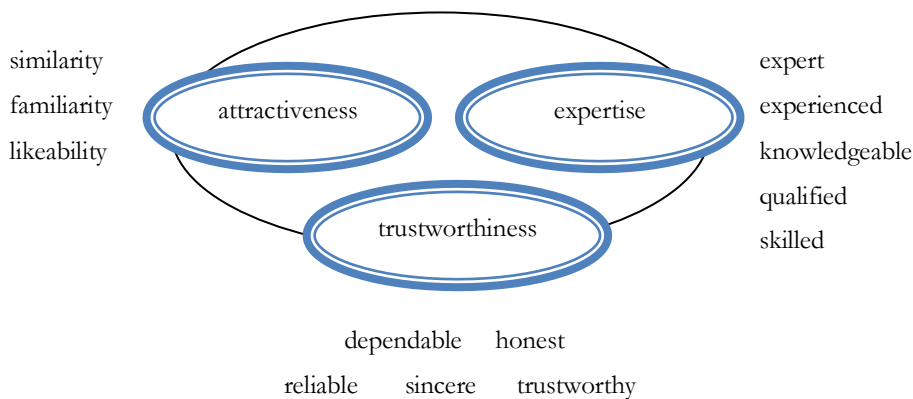 similarity
familiarity
likeability
attractiveness
expertise
trustworthiness
expert
experienced
knowledgeable
qualified
skilled
dependable honest
reliable sincere trustworthy